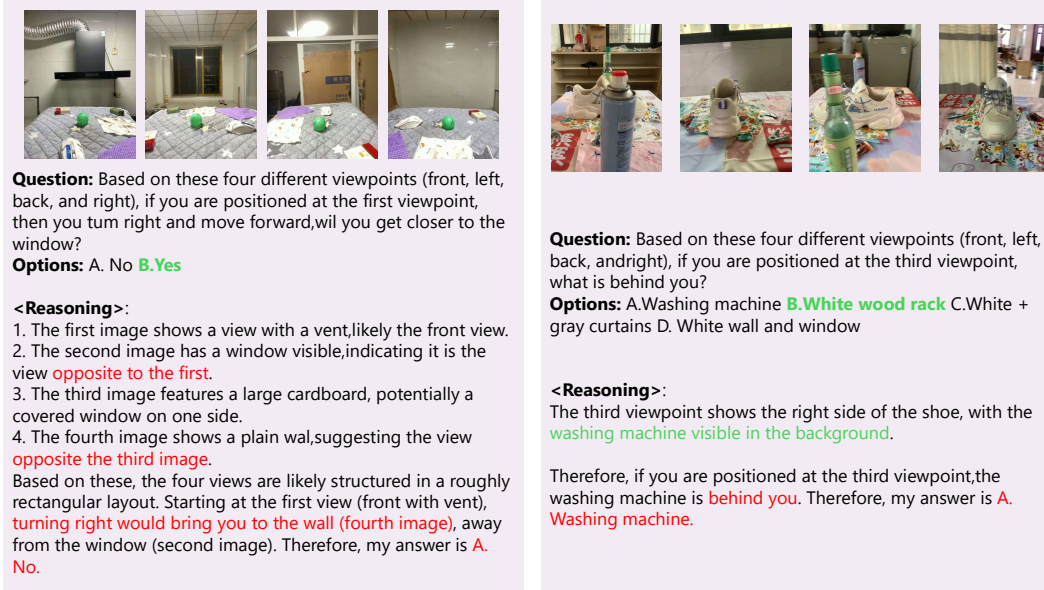 Question: Based on these four different viewpoints (front, left,
back, and right), if you are positioned at the first viewpoint,
then you tum right and move forward,wil you get closer to the
window?
Options: A. No B.Yes
<Reasoning>:
1. The first image shows a view with a vent,likely the front view.
2. The second image has a window visible,indicating it is the
view opposite to the first.
3. The third image features a large cardboard, potentially a
covered window on one side.
4. The fourth image shows a plain wal,suggesting the view
opposite the third image.
Based on these, the four views are likely structured in a roughly
rectangular layout. Starting at the first view (front with vent),
turning right would bring you to the wall (fourth image), away
from the window (second image). Therefore, my answer is A.
No.
Question: Based on these four different viewpoints (front, left,
back, andright), if you are positioned at the third viewpoint,
what is behind you?
Options: A.Washing machine B.White wood rack C.White +
gray curtains D. White wall and window
<Reasoning>:
The third viewpoint shows the right side of the shoe, with the
washing machine visible in the background.
Therefore, if you are positioned at the third viewpoint,the
washing machine is behind you. Therefore, my answer is A.
Washing machine.